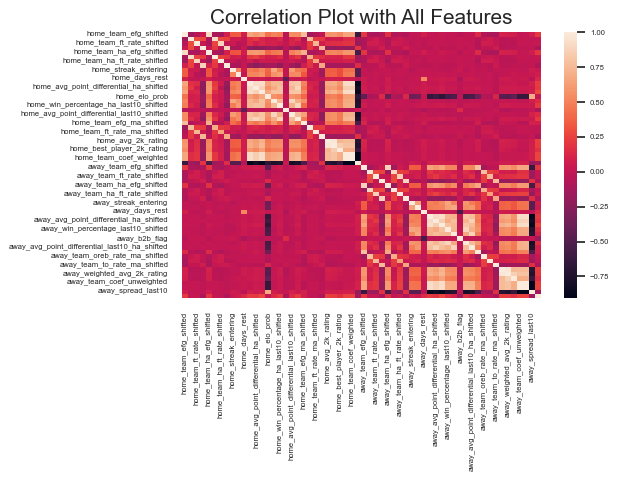 Correlation Plot with All Features
home_team_efg_shifted
home_team_ft_rate_shifted
home_team_ha_efg_shifted
home_team_ha_ft_rate_shifted
home_streak_entering
home_days_rest
home_avg_point_differential_ha_shifted
home_elo_prob
home_win_percentage_ha_last10_shifted
home_avg_point_differential_last10_shifted
home_team_efg_ma_shifted
home_team_ft_rate_ma_shifted
home_avg_2k_rating
home_best_player_2k_rating
home_team_coef_weighted
away_team_efg_shifted
away_team_ft_rate_shifted
away_team_ha_efg_shifted
away_team_ha_ft_rate_shifted
away_streak_entering
away_days_rest
away_avg_point_differential_ha_shifted
away_win_percentage_last10_shifted
away_b2b_flag
away_avg_point_differential_last10_ha_shifted
away_team_oreb_rate_ma_shifted
away_team_to_rate_ma_shifted
away_weighted_avg_2k_rating
away_team_coef_unweighted
away_spread_last10
1.00
0.75
0.50
0.25
0.00
−0.25
−0.50
−0.75
home_team_efg_shifted
home_team_ft_rate_shifted
home_team_ha_efg_shifted
home_team_ha_ft_rate_shifted
home_streak_entering
home_days_rest
home_avg_point_differential_ha_shifted
home_elo_prob
home_win_percentage_ha_last10_shifted
home_avg_point_differential_last10_shifted
home_team_efg_ma_shifted
home_team_ft_rate_ma_shifted
home_avg_2k_rating
home_best_player_2k_rating
home_team_coef_weighted
away_team_efg_shifted
away_team_ft_rate_shifted
away_team_ha_efg_shifted
away_team_ha_ft_rate_shifted
away_streak_entering
away_days_rest
away_avg_point_differential_ha_shifted
away_win_percentage_last10_shifted
away_b2b_flag
away_avg_point_differential_last10_ha_shifted
away_team_oreb_rate_ma_shifted
away_team_to_rate_ma_shifted
away_weighted_avg_2k_rating
away_team_coef_unweighted
away_spread_last10